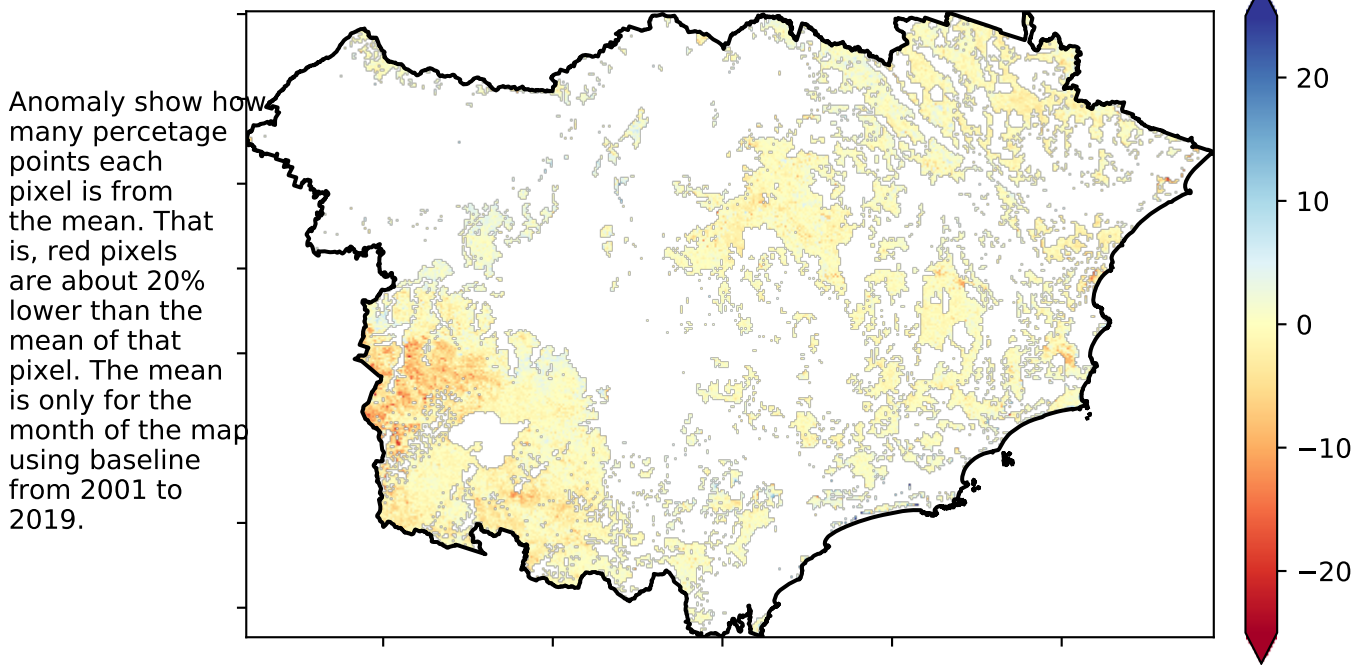 Anomaly show how
many percetage
points each
pixel is from
the mean. That
is, red pixels
are about 20%
lower than the
mean of that
pixel. The mean
is only for the
month of the map
using baseline
from 2001 to
2019.
20
10
0
−10
−20